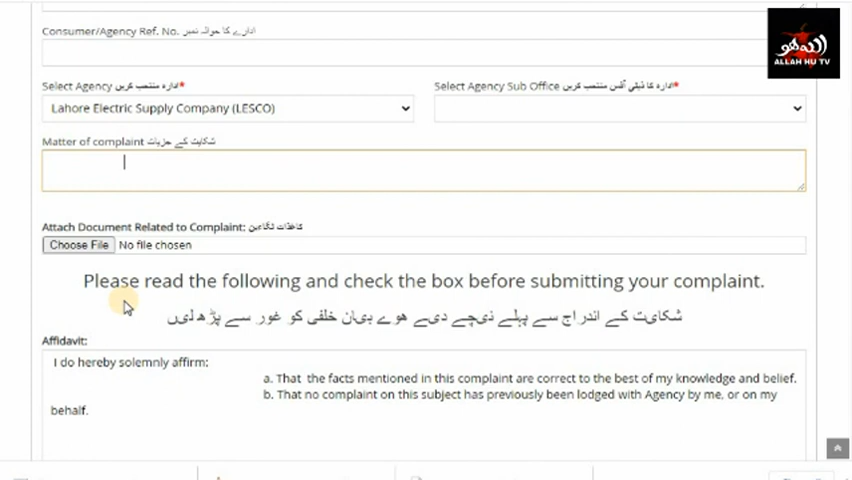 Consumer/Agency Ref. No. ادارے کا حوالہ نمبر
اللہ ھو
ALLAH HU TV
Select Agency ادارہ منتخب کریں*
Select Agency Sub Office ادارہ کا ذیلی آفس منتخب کریں*
Lahore Electric Supply Company (LESCO)
Matter of complaint شکایت کے جزیات
Attach Document Related to Complaint:
Choose File No file chosen
Please read the following and check the box before submitting your complaint.
شکایت کے اندراج سے پہلے نیچے دیے ھوے بیان خلفی کو غور سے پڑھ لیں
Affidavit:
I do hereby solemnly affirm:
a. That the facts mentioned in this complaint are correct to the best of my knowledge and belief.
b. That no complaint on this subject has previously been lodged with Agency by me, or on my
behalf.